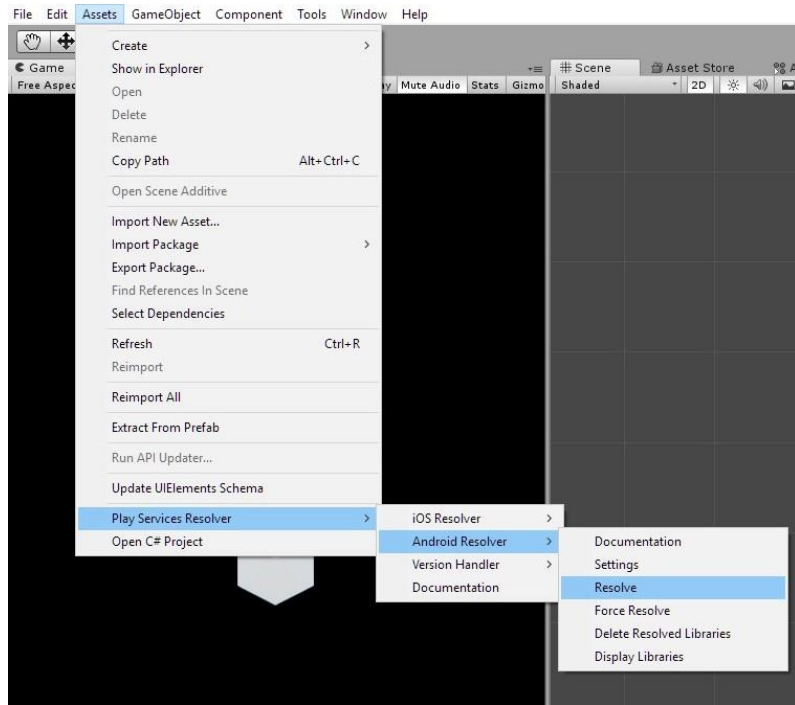 File Edit Assets GameObject Component Tools Window Help
Game
Free Aspec
Mute Audio Stats Gizmo
Scene Asset Store
Shaded 2D
Create
Show in Explorer
Open
Delete
Rename
Copy Path Alt+Ctrl+C
Open Scene Additive
Import New Asset...
Import Package
Export Package...
Find References In Scene
Select Dependencies
Refresh Ctrl+R
Reimport
Reimport All
Extract From Prefab
Run API Updater...
Update UIElements Schema
Play Services Resolver
Open C# Project
iOS Resolver
Android Resolver
Version Handler
Documentation
Documentation
Settings
Resolve
Force Resolve
Delete Resolved Libraries
Display Libraries